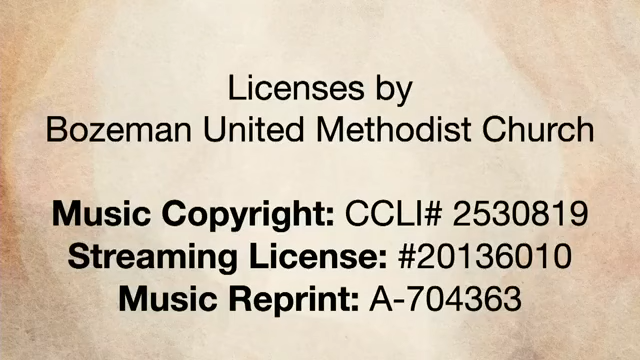 Licenses by
Bozeman United Methodist Church
Music Copyright: CCLI# 2530819
Streaming License: #20136010
Music Reprint: A-704363